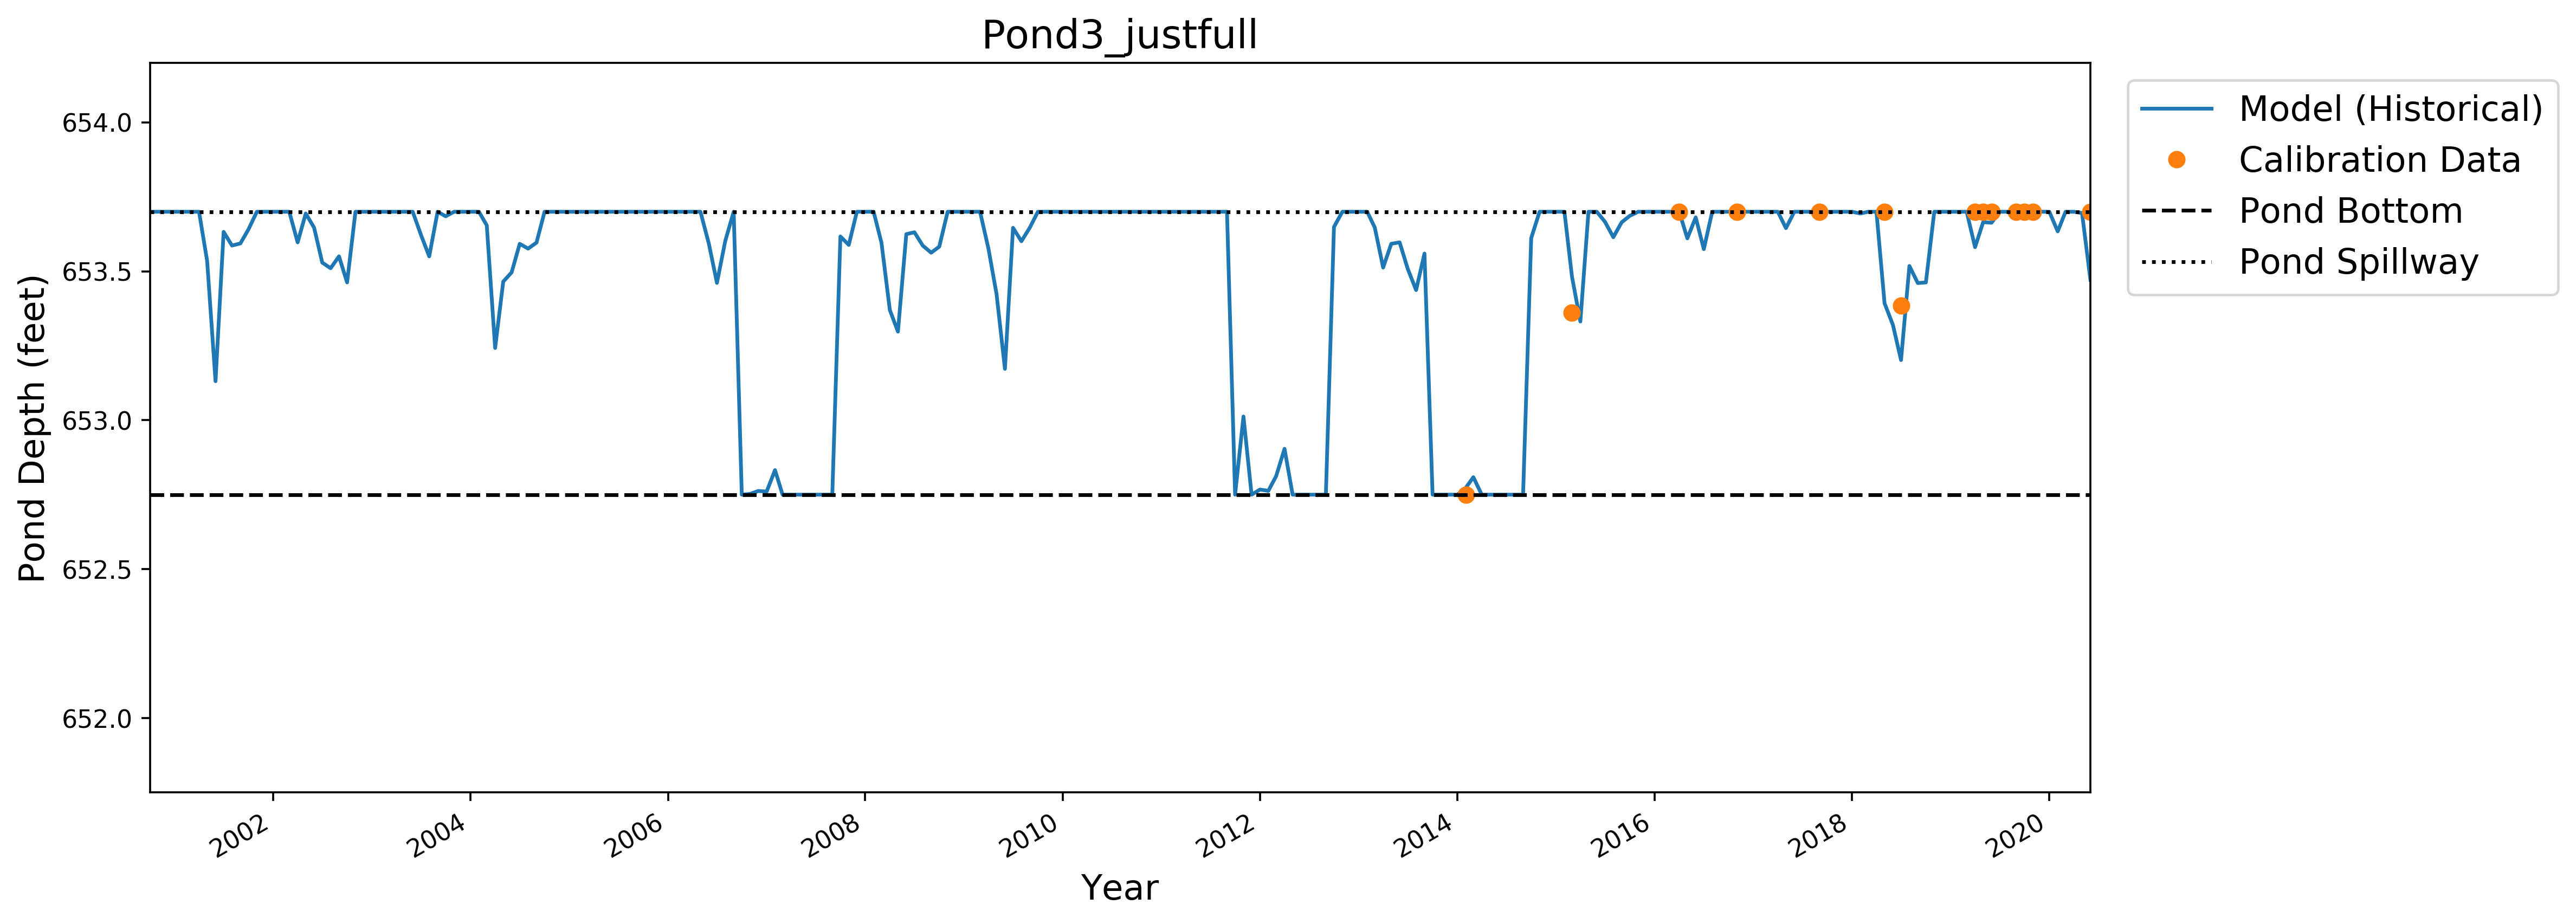 Pond3_justfull
Model (Historical)
Calibration Data
Pond Bottom
Pond Spillway
Pond Depth (feet)
654.0
653.5
653.0
652.5
652.0
2002
2004
2006
2008
2010
2012
2014
2016
2018
2020
Year